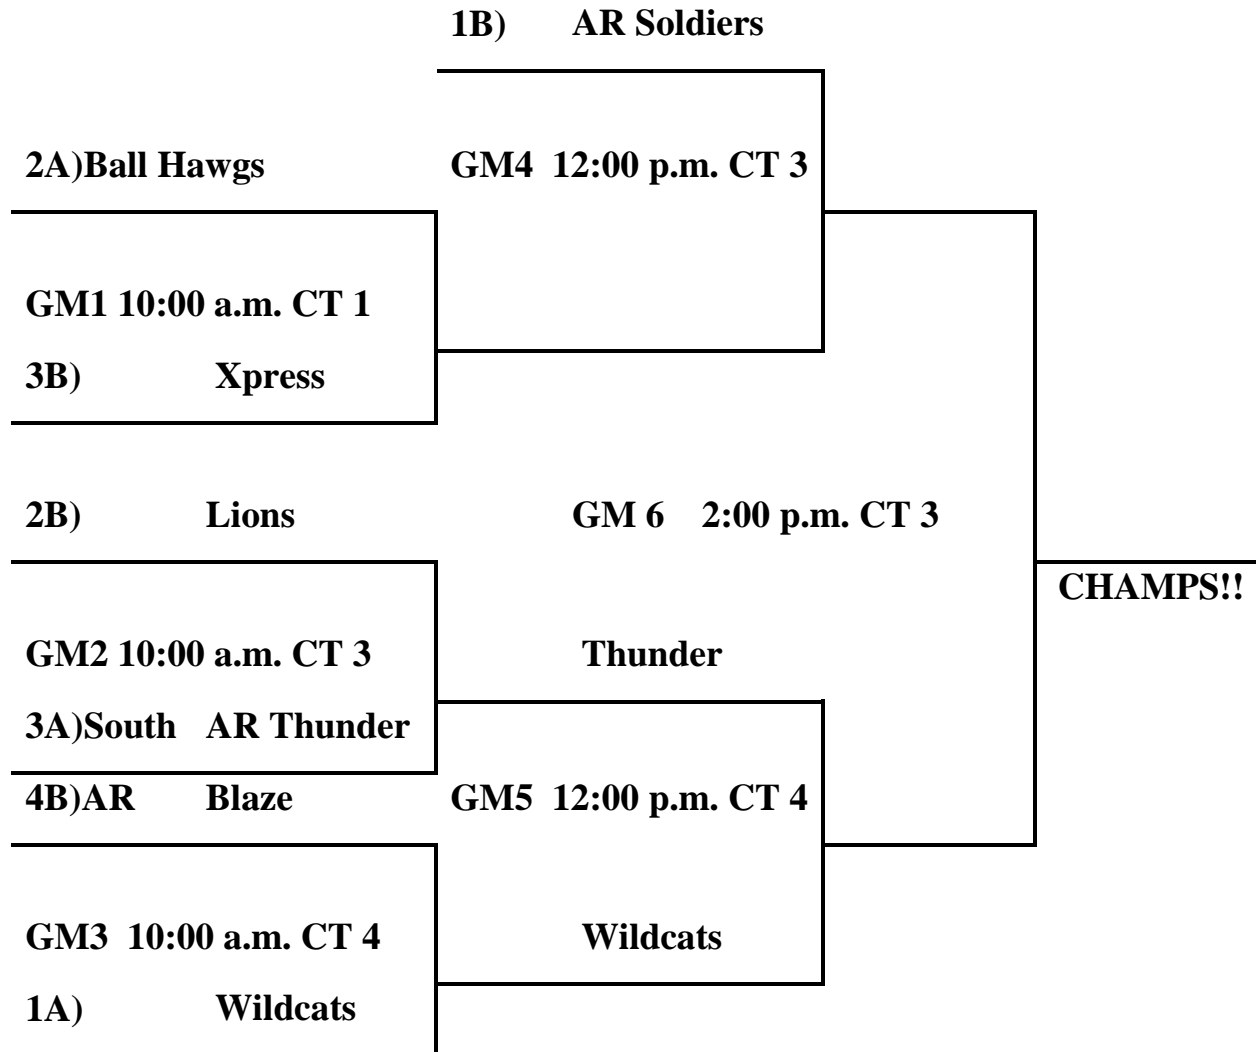 1B) AR Soldiers
2A)Ball Hawgs GM4 12:00 p.m. CT 3
GM1 10:00 a.m. CT 1
3B) Xpress
2B) Lions GM 6 2:00 p.m. CT 3
CHAMPS!!
GM2 10:00 a.m. CT 3 Thunder
3A)South AR Thunder
4B)AR Blaze GM5 12:00 p.m. CT 4
GM3 10:00 a.m. CT 4 Wildcats
1A) Wildcats